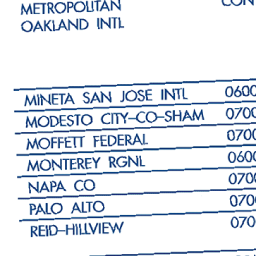 METROPOLITAN
OAKLAND INTL
MINETA SAN JOSE INTL 0600
MODESTO CITY–CO–SHAM 0700
MOFFETT FEDERAL 0700
MONTEREY RGNL 0600
NAPA CO 0700
PALO ALTO 0700
REID–HILLVIEW 070